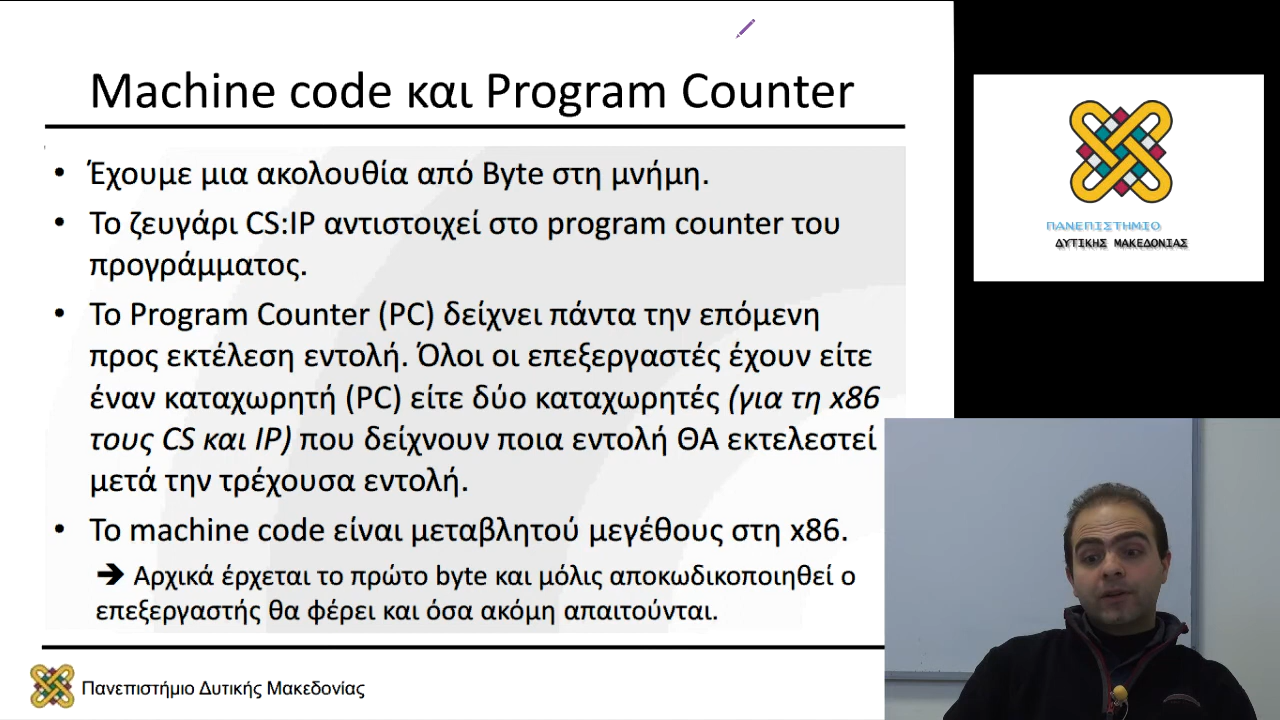 Machine code και Program Counter
• Έχουμε μια ακολουθία από Byte στη μνήμη.
• Το ζευγάρι CS:IP αντιστοιχεί στο program counter του
προγράμματος.
• Το Program Counter (PC) δείχνει πάντα την επόμενη
προς εκτέλεση εντολή. Όλοι οι επεξεργαστές έχουν είτε
έναν καταχωρητή (PC) είτε δύο καταχωρητές (για τη x86
τους CS και IP) που δείχνουν ποια εντολή ΘΑ εκτελεστεί
μετά την τρέχουσα εντολή.
• Το machine code είναι μεταβλητού μεγέθους στη x86.
➔ Αρχικά έρχεται το πρώτο byte και μόλις αποκωδικοποιηθεί ο
επεξεργαστής θα φέρει και όσα ακόμη απαιτούνται.
Πανεπιστήμιο Δυτικής Μακεδονίας
ΠΑΝΕΠΙΣΤΗΜΙΟ
ΔΥΤΙΚΗΣ ΜΑΚΕΔΟΝΙΑΣ